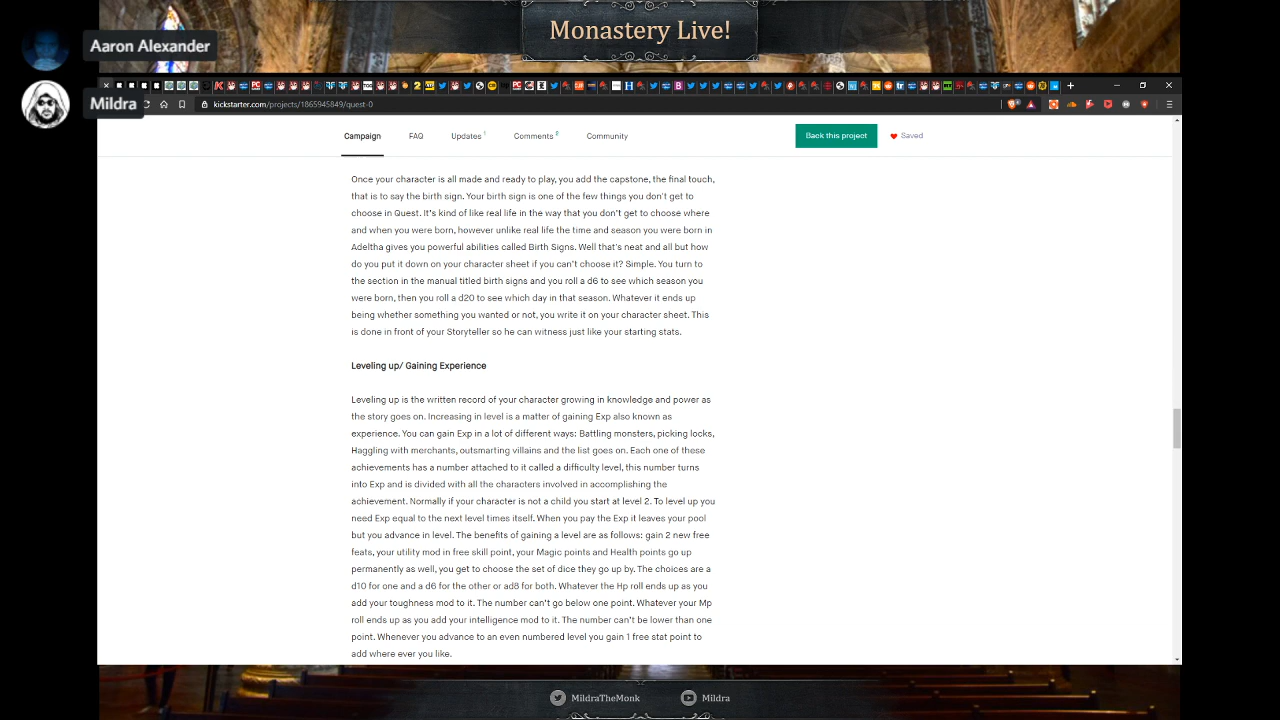 Monastery Live!
Aaron Alexander
Mildra
kickstarter.com/projects/1865945849/quest-0
Campaign FAQ Updates 1 Comments 8 Community Back this project Saved
Once your character is all made and ready to play, you add the capstone, the final touch,
that is to say the birth sign. Your birth sign is one of the few things you don't get to
choose in Quest. It's kind of like real life in the way that you don't get to choose where
and when you were born, however unlike real life the time and season you were born in
Adeltha gives you powerful abilities called Birth Signs. Well that's neat and all but how
do you put it down on your character sheet if you can't choose it? Simple. You turn to
the section in the manual titled birth signs and you roll a d6 to see which season you
were born, then you roll a d20 to see which day in that season. Whatever it ends up
being whether something you wanted or not, you write it on your character sheet. This
is done in front of your Storyteller so he can witness just like your starting stats.
Leveling up/ Gaining Experience
Leveling up is the written record of your character growing in knowledge and power as
the story goes on. Increasing in level is a matter of gaining Exp also known as
experience. You can gain Exp in a lot of different ways: Battling monsters, picking locks,
Haggling with merchants, outsmarting villains and the list goes on. Each one of these
achievements has a number attached to it called a difficulty level, this number turns
into Exp and is divided with all the characters involved in accomplishing the
achievement. Normally if your character is not a child you start at level 2. To level up you
need Exp equal to the next level times itself. When you pay the Exp it leaves your pool
but you advance in level. The benefits of gaining a level are as follows: gain 2 new free
feats, your utility mod in free skill point, your Magic points and Health points go up
permanently as well, you get to choose the set of dice they go up by. The choices are a
d10 for one and a d6 for the other or ad8 for both. Whatever the Hp roll ends up as you
add your toughness mod to it. The number can't go below one point. Whatever your Mp
roll ends up as you add your intelligence mod to it. The number can't be lower than one
point. Whenever you advance to an even numbered level you gain 1 free stat point to
add where ever you like.
MildraTheMonk Mildra